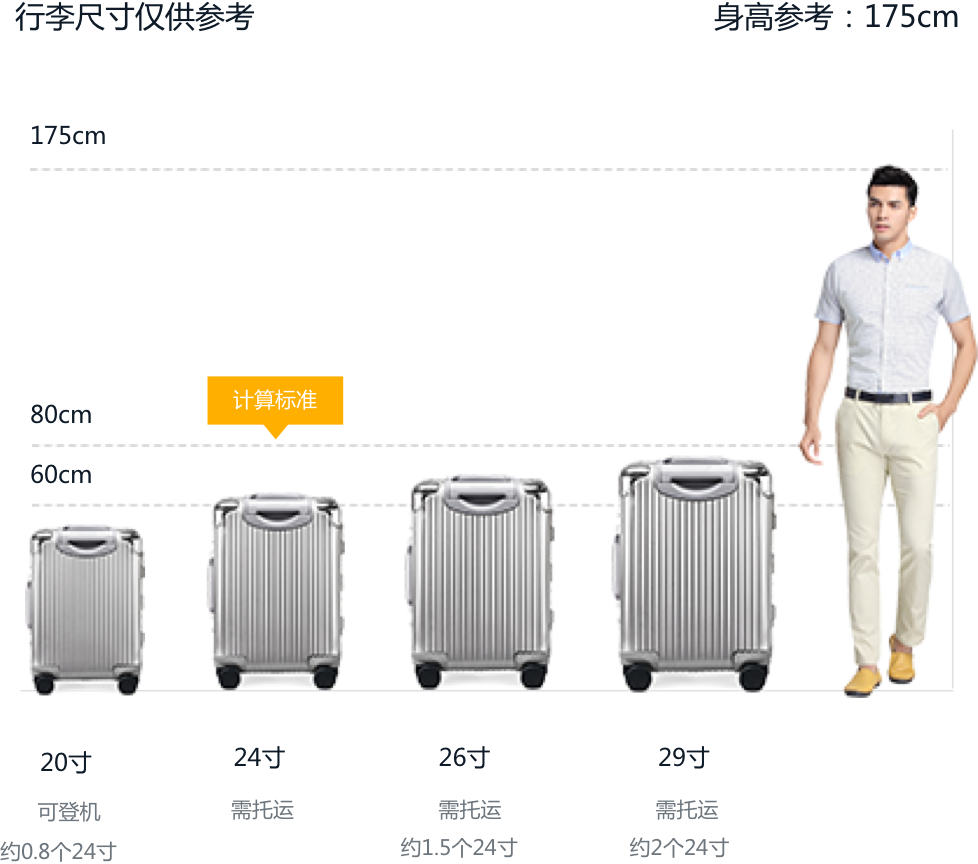 行李尺寸仅供参考
身高参考：175cm
175cm
计算标准
80cm
60cm
20寸
24寸
26寸
29寸
可登机
需托运
需托运
需托运
约0.8个24寸
约1.5个24寸
约2个24寸